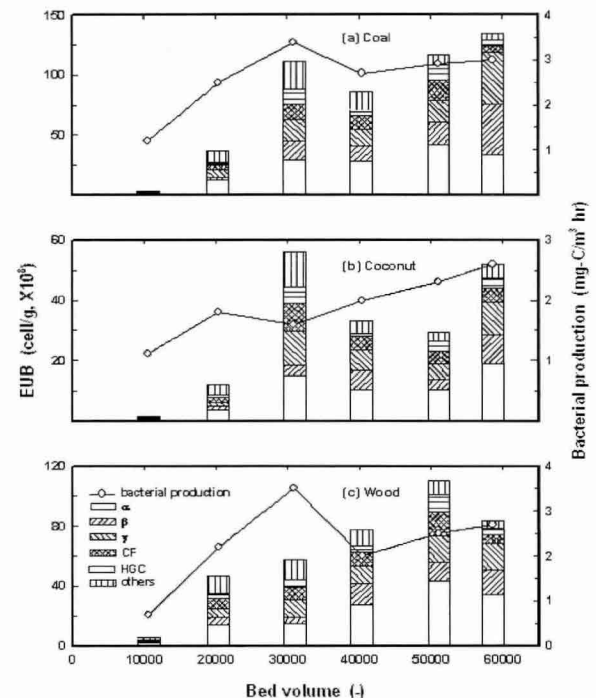 150
100
50
(a) Coal
4
3
2
1
0
60
40
20
(b) Coconut
3
2
1
0
120
80
40
0
bacterial production
α
β
γ
CF
HGC
others
(c) Wood
4
3
2
1
0
0 10000 20000 30000 40000 50000 60000
Bed volume (-)
EUB (cell/g, X10⁸)
Bacterial production (mg-C/m³ hr)